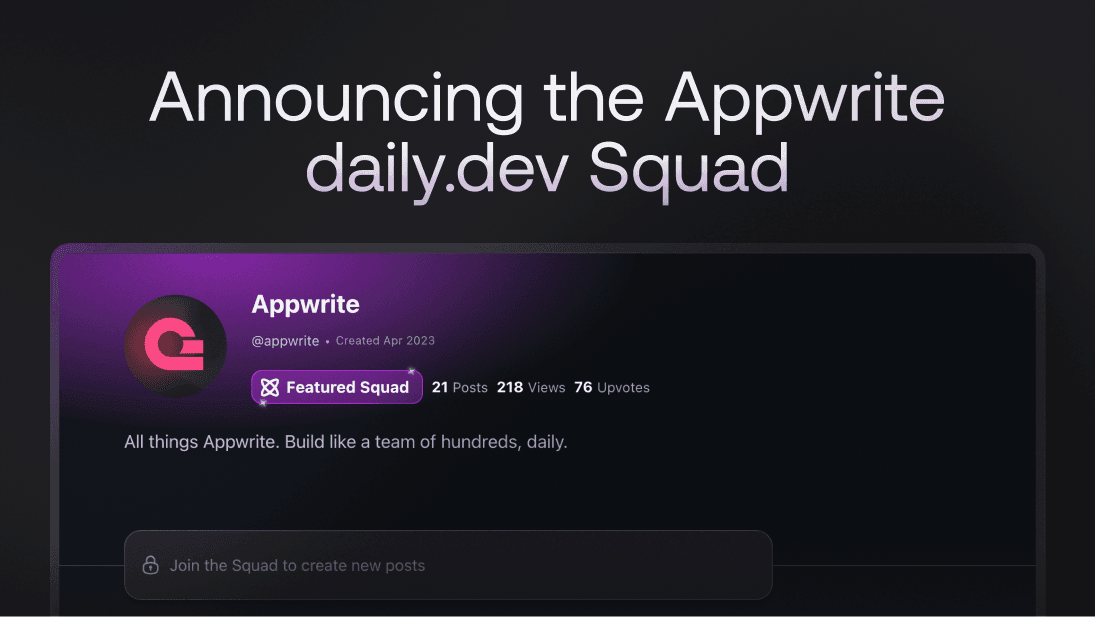 Announcing the Appwrite
daily.dev Squad
Appwrite
@appwrite • Created Apr 2023
Featured Squad 21 Posts 218 Views 76 Upvotes
All things Appwrite. Build like a team of hundreds, daily.
Join the Squad to create new posts